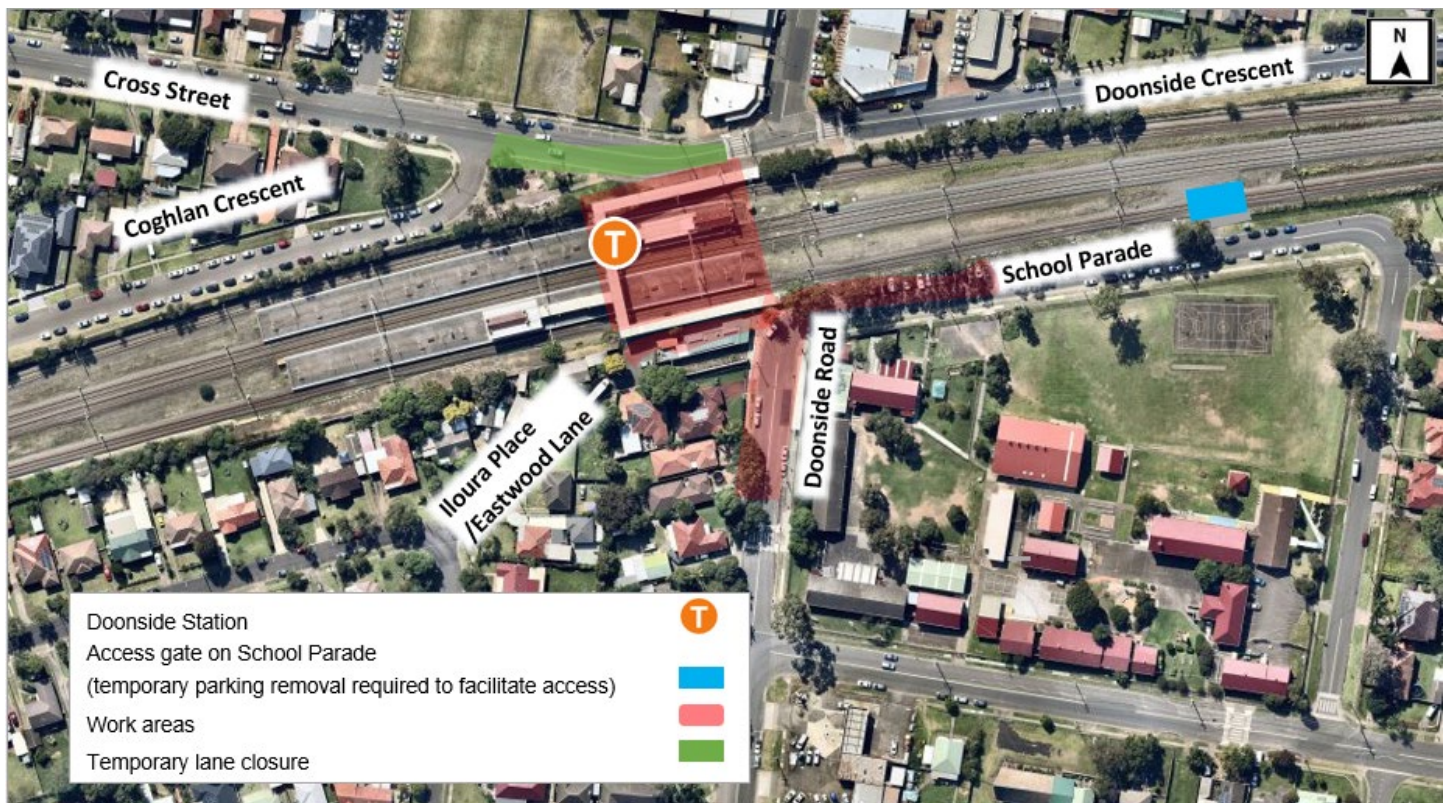 N
Cross Street
Doonside Crescent
Coghlan Crescent
T
School Parade
Doonside Road
Iloura Place
/Eastwood Lane
Doonside Station
T
Access gate on School Parade
(temporary parking removal required to facilitate access)
Work areas
Temporary lane closure